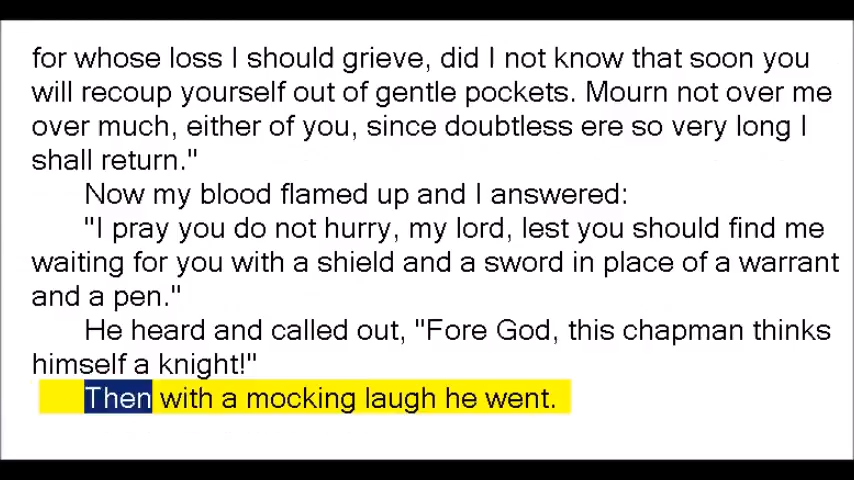 for whose loss I should grieve, did I not know that soon you
will recoup yourself out of gentle pockets. Mourn not over me
over much, either of you, since doubtless ere so very long I
shall return."
Now my blood flamed up and I answered:
"I pray you do not hurry, my lord, lest you should find me
waiting for you with a shield and a sword in place of a warrant
and a pen."
He heard and called out, "Fore God, this chapman thinks
himself a knight!"
Then with a mocking laugh he went.